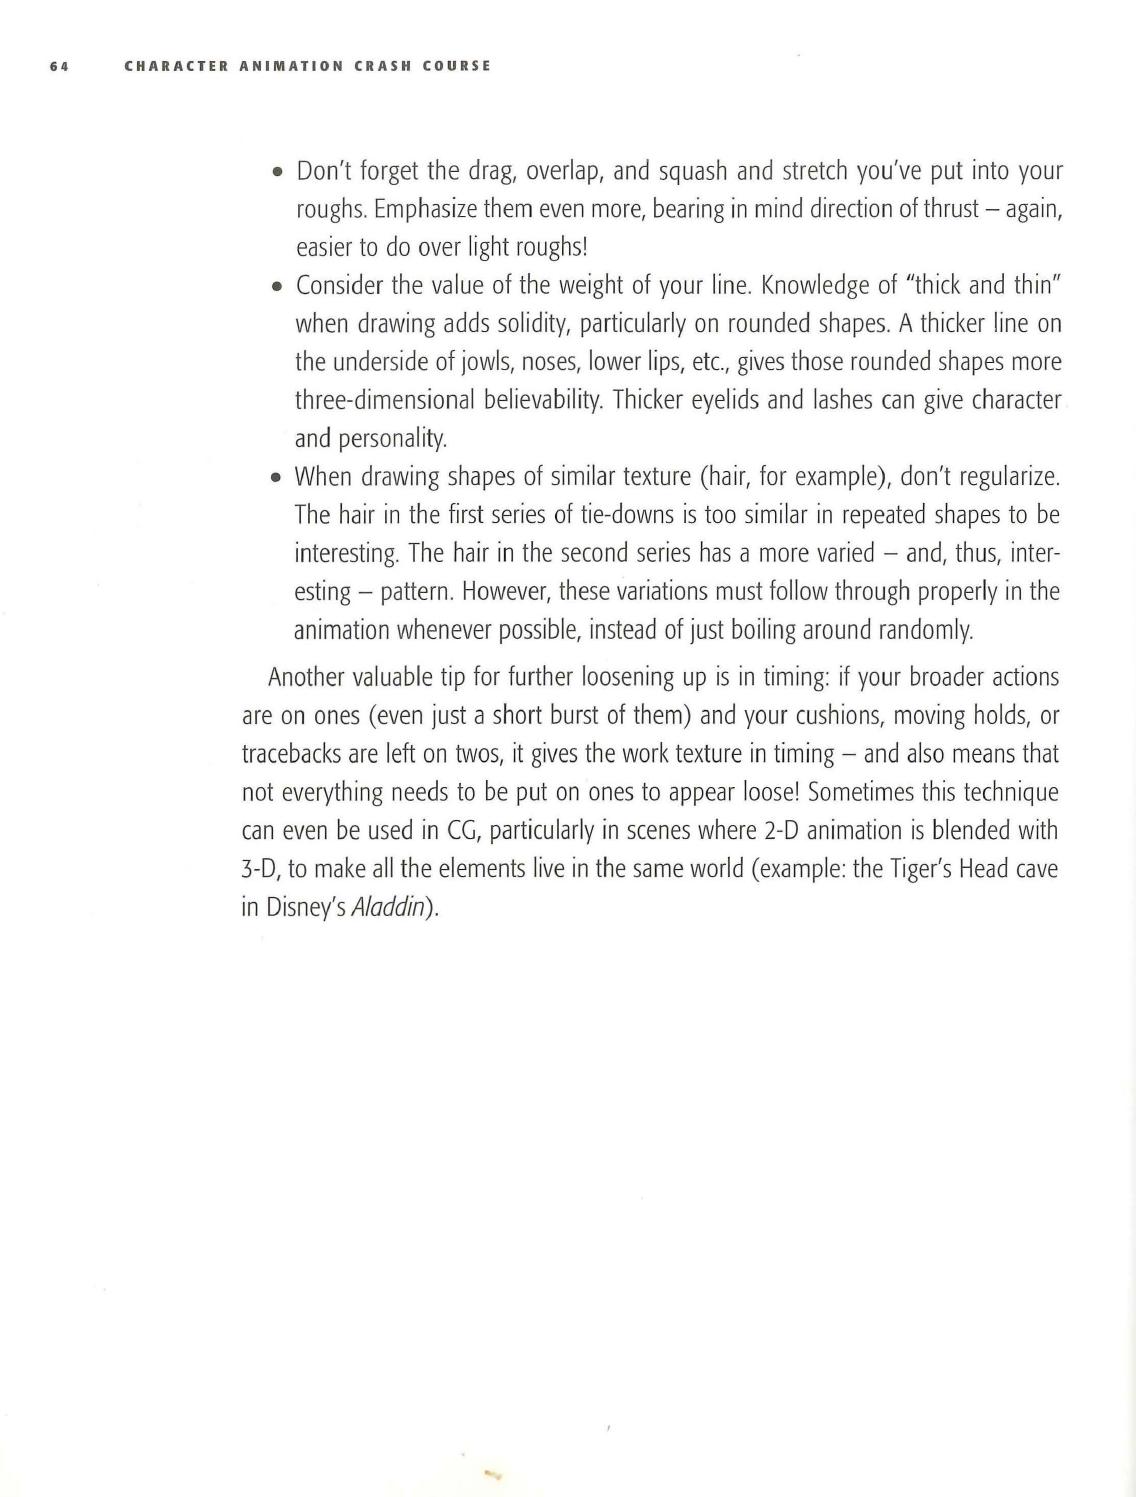 64 CHARACTER ANIMATION CRASH COURSE
• Don't forget the drag, overlap, and squash and stretch you've put into your
roughs. Emphasize them even more, bearing in mind direction of thrust – again,
easier to do over light roughs!
• Consider the value of the weight of your line. Knowledge of "thick and thin"
when drawing adds solidity, particularly on rounded shapes. A thicker line on
the underside of jowls, noses, lower lips, etc., gives those rounded shapes more
three-dimensional believability. Thicker eyelids and lashes can give character
and personality.
• When drawing shapes of similar texture (hair, for example), don't regularize.
The hair in the first series of tie-downs is too similar in repeated shapes to be
interesting. The hair in the second series has a more varied – and, thus, inter-
esting – pattern. However, these variations must follow through properly in the
animation whenever possible, instead of just boiling around randomly.
Another valuable tip for further loosening up is in timing: if your broader actions
are on ones (even just a short burst of them) and your cushions, moving holds, or
tracebacks are left on twos, it gives the work texture in timing – and also means that
not everything needs to be put on ones to appear loose! Sometimes this technique
can even be used in CG, particularly in scenes where 2-D animation is blended with
3-D, to make all the elements live in the same world (example: the Tiger's Head cave
in Disney's Aladdin).